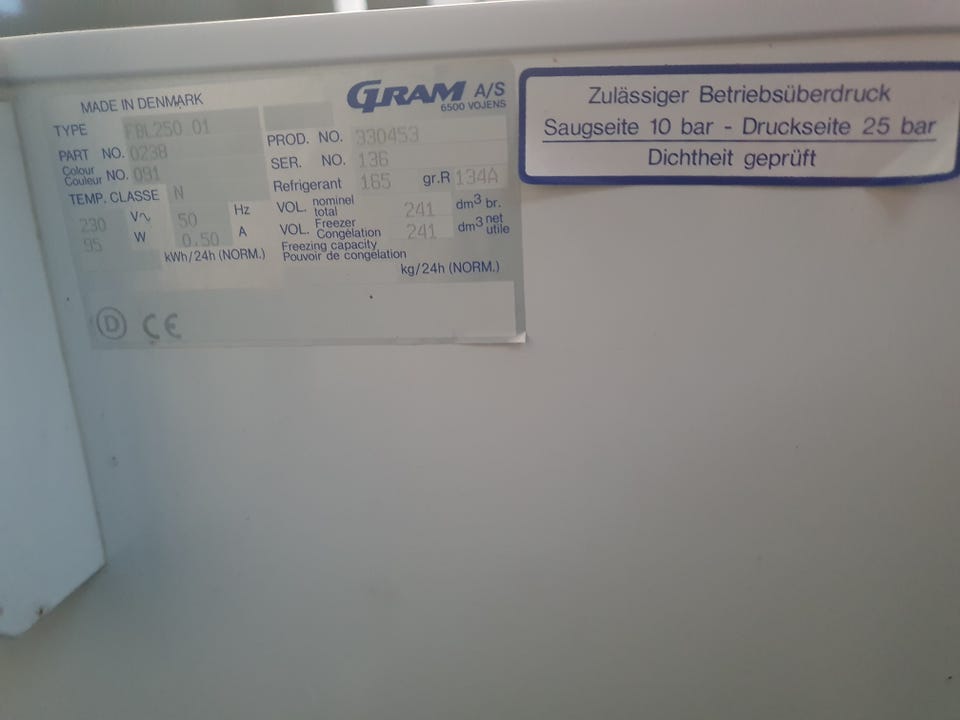 MADE IN DENMARK
GRAM A/S
6500 VOJENS
TYPE FBL250 01
PART NO. 0238
Colour
Couleur NO. 091
TEMP. CLASSE N
230 V∿ 50 Hz
95 W 0.50 A
kWh/24h (NORM.)
PROD. NO. 330453
SER. NO. 136
Refrigerant 165 gr.R 134A
VOL. nominel total 241 dm³ br.
VOL. Freezer Congélation 241 dm³ net utile
Freezing capacity
Pouvoir de congélation
kg/24h (NORM.)
D CE
Zulässiger Betriebsüberdruck
Saugseite 10 bar - Druckseite 25 bar
Dichtheit geprüft